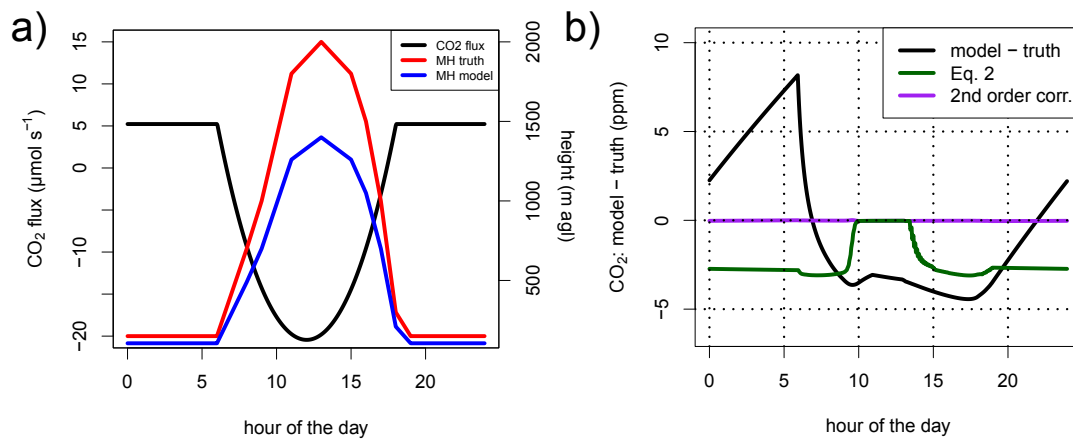 a)
CO2 flux
MH truth
MH model
15
10
5
0
−10
−20
CO₂ flux (µmol s⁻¹)
2000
1500
1000
500
height (m agl)
0 5 10 15 20
hour of the day
b)
model − truth
Eq. 2
2nd order corr.
10
5
0
−5
CO₂: model − truth (ppm)
0 5 10 15 20
hour of the day